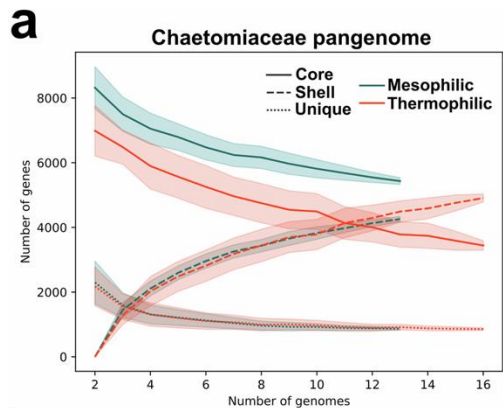 a
Chaetomiaceae pangenome
Core
Shell
Unique
Mesophilic
Thermophilic
Number of genes
8000
6000
4000
2000
0
2 4 6 8 10 12 14 16
Number of genomes